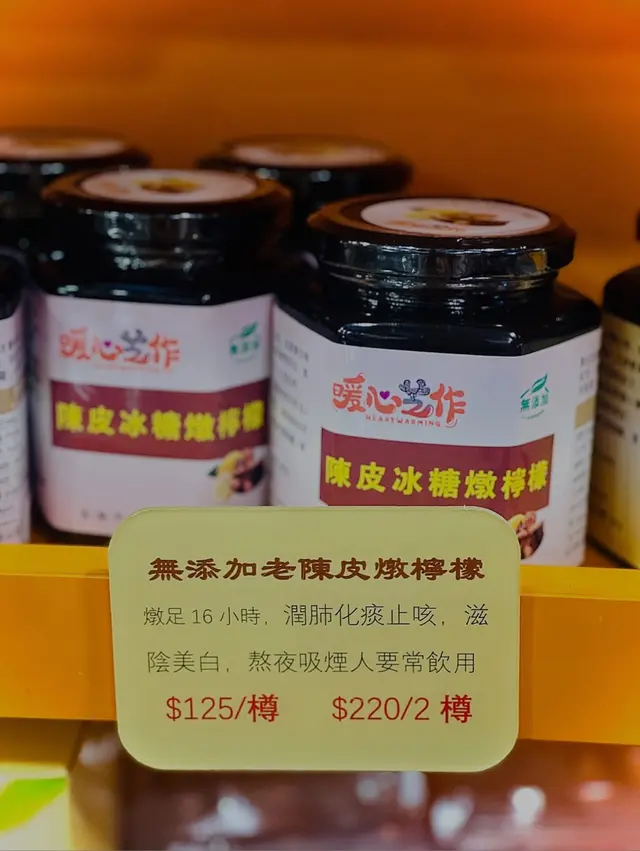 暖心芝作
無添加
陳皮冰糖燉檸檬
暖心芝作
HEARTWARMING
無添加
陳皮冰糖燉檸檬
無添加老陳皮燉檸檬
燉足 16 小時，潤肺化痰止咳，滋
陰美白，熬夜吸煙人要常飲用
$125/樽 $220/2 樽